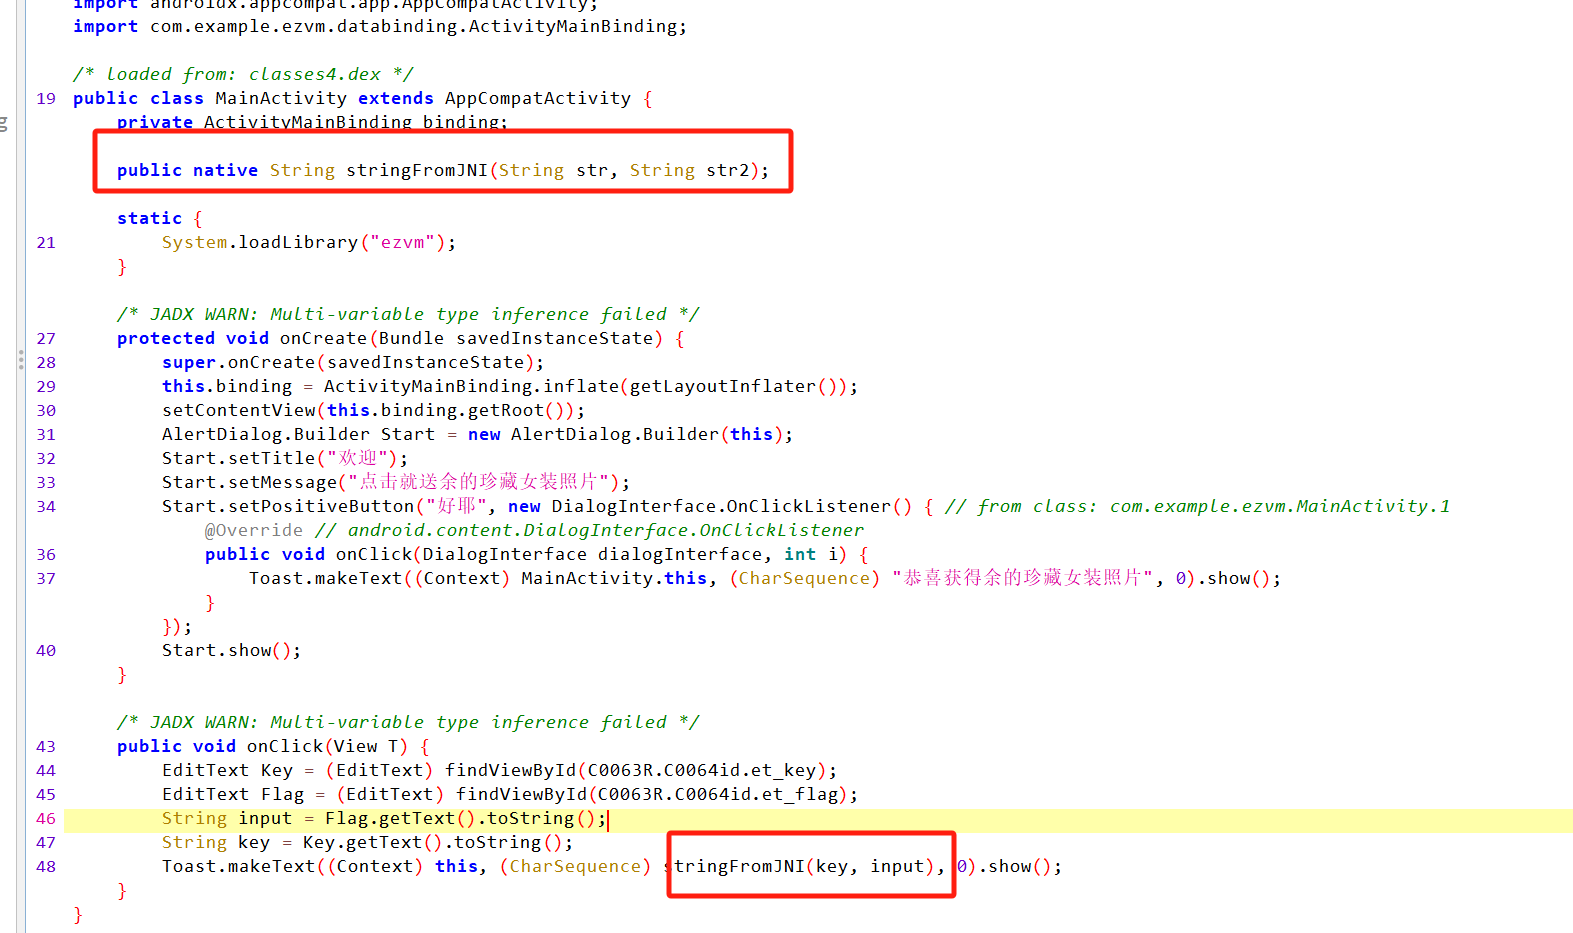 import androidx.appcompat.app.AppCompatActivity;
import com.example.ezvm.databinding.ActivityMainBinding;
/* loaded from: classes4.dex */
19 public class MainActivity extends AppCompatActivity {
private ActivityMainBinding binding;
public native String stringFromJNI(String str, String str2);
static {
21 System.loadLibrary("ezvm");
}
/* JADX WARN: Multi-variable type inference failed */
27 protected void onCreate(Bundle savedInstanceState) {
28 super.onCreate(savedInstanceState);
29 this.binding = ActivityMainBinding.inflate(getLayoutInflater());
30 setContentView(this.binding.getRoot());
31 AlertDialog.Builder Start = new AlertDialog.Builder(this);
32 Start.setTitle("欢迎");
33 Start.setMessage("点击就送余的珍藏女装照片");
34 Start.setPositiveButton("好耶", new DialogInterface.OnClickListener() { // from class: com.example.ezvm.MainActivity.1
@Override // android.content.DialogInterface.OnClickListener
36 public void onClick(DialogInterface dialogInterface, int i) {
37 Toast.makeText((Context) MainActivity.this, (CharSequence) "恭喜获得余的珍藏女装照片", 0).show();
}
});
40 Start.show();
}
/* JADX WARN: Multi-variable type inference failed */
43 public void onClick(View T) {
44 EditText Key = (EditText) findViewById(C0063R.C0064id.et_key);
45 EditText Flag = (EditText) findViewById(C0063R.C0064id.et_flag);
46 String input = Flag.getText().toString();
47 String key = Key.getText().toString();
48 Toast.makeText((Context) this, (CharSequence) stringFromJNI(key, input), 0).show();
}
}